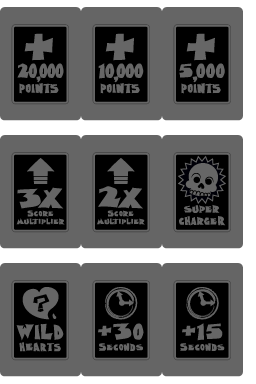 20,000 POINTS
10,000 POINTS
5,000 POINTS
3X SCORE MULTIPLIER
2X SCORE MULTIPLIER
SUPER CHARGER
? WILD HEARTS
+30 SECONDS
+15 SECONDS